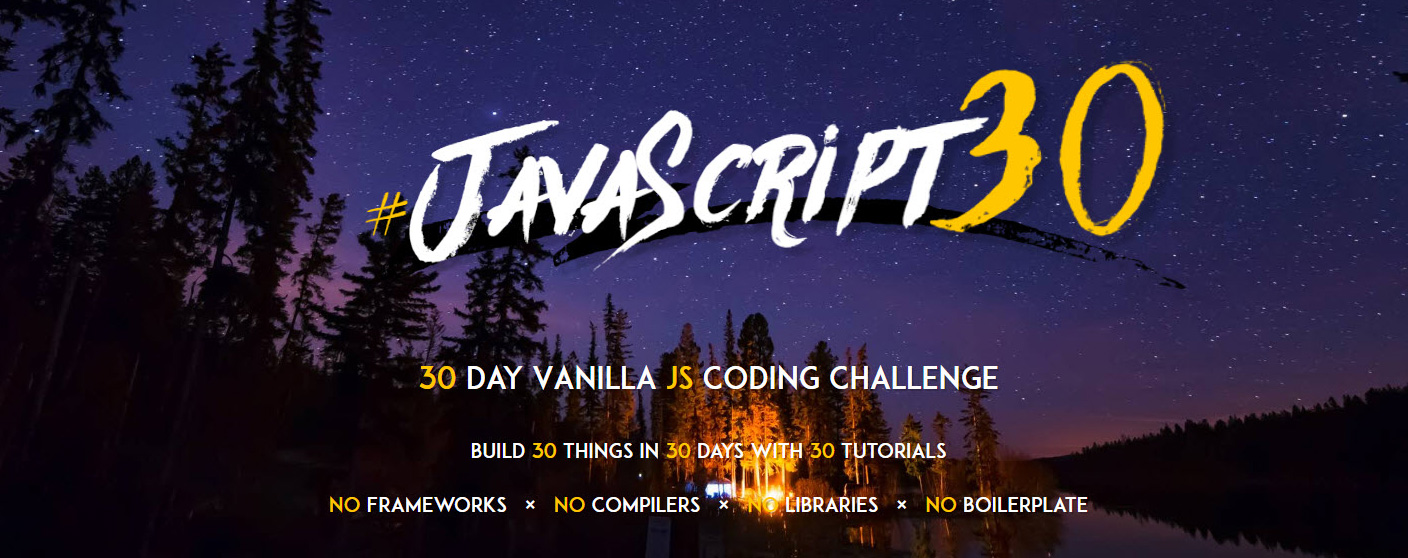 #JAVASCRIPT30
30 DAY VANILLA JS CODING CHALLENGE
BUILD 30 THINGS IN 30 DAYS WITH 30 TUTORIALS
NO FRAMEWORKS × NO COMPILERS × NO LIBRARIES × NO BOILERPLATE